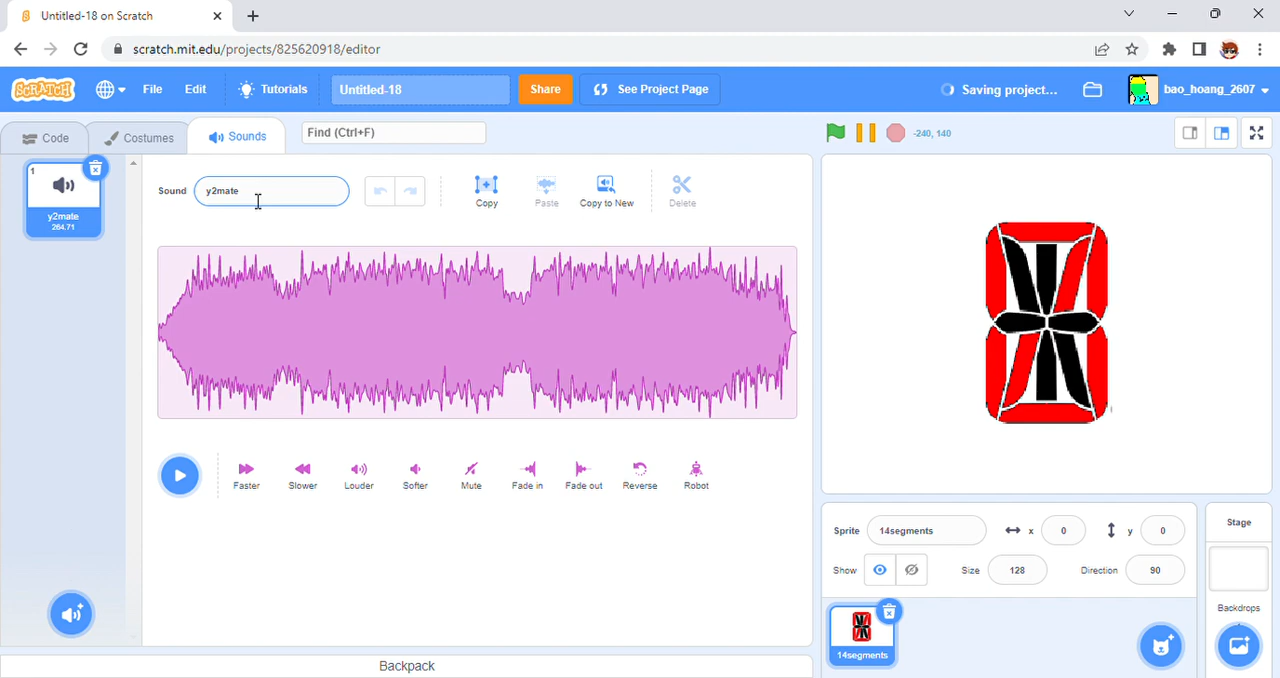 Untitled-18 on Scratch
scratch.mit.edu/projects/825620918/editor
SCRATCH File Edit Tutorials Untitled-18 Share See Project Page Saving project... bao_hoang_2607
Code Costumes Sounds Find (Ctrl+F) -240, 140
1
y2mate
264.71
Sound y2mate Copy Paste Copy to New Delete
Faster Slower Louder Softer Mute Fade in Fade out Reverse Robot
Backpack
Sprite 14segments x 0 y 0
Show Size 128 Direction 90
14segments
Stage
Backdrops